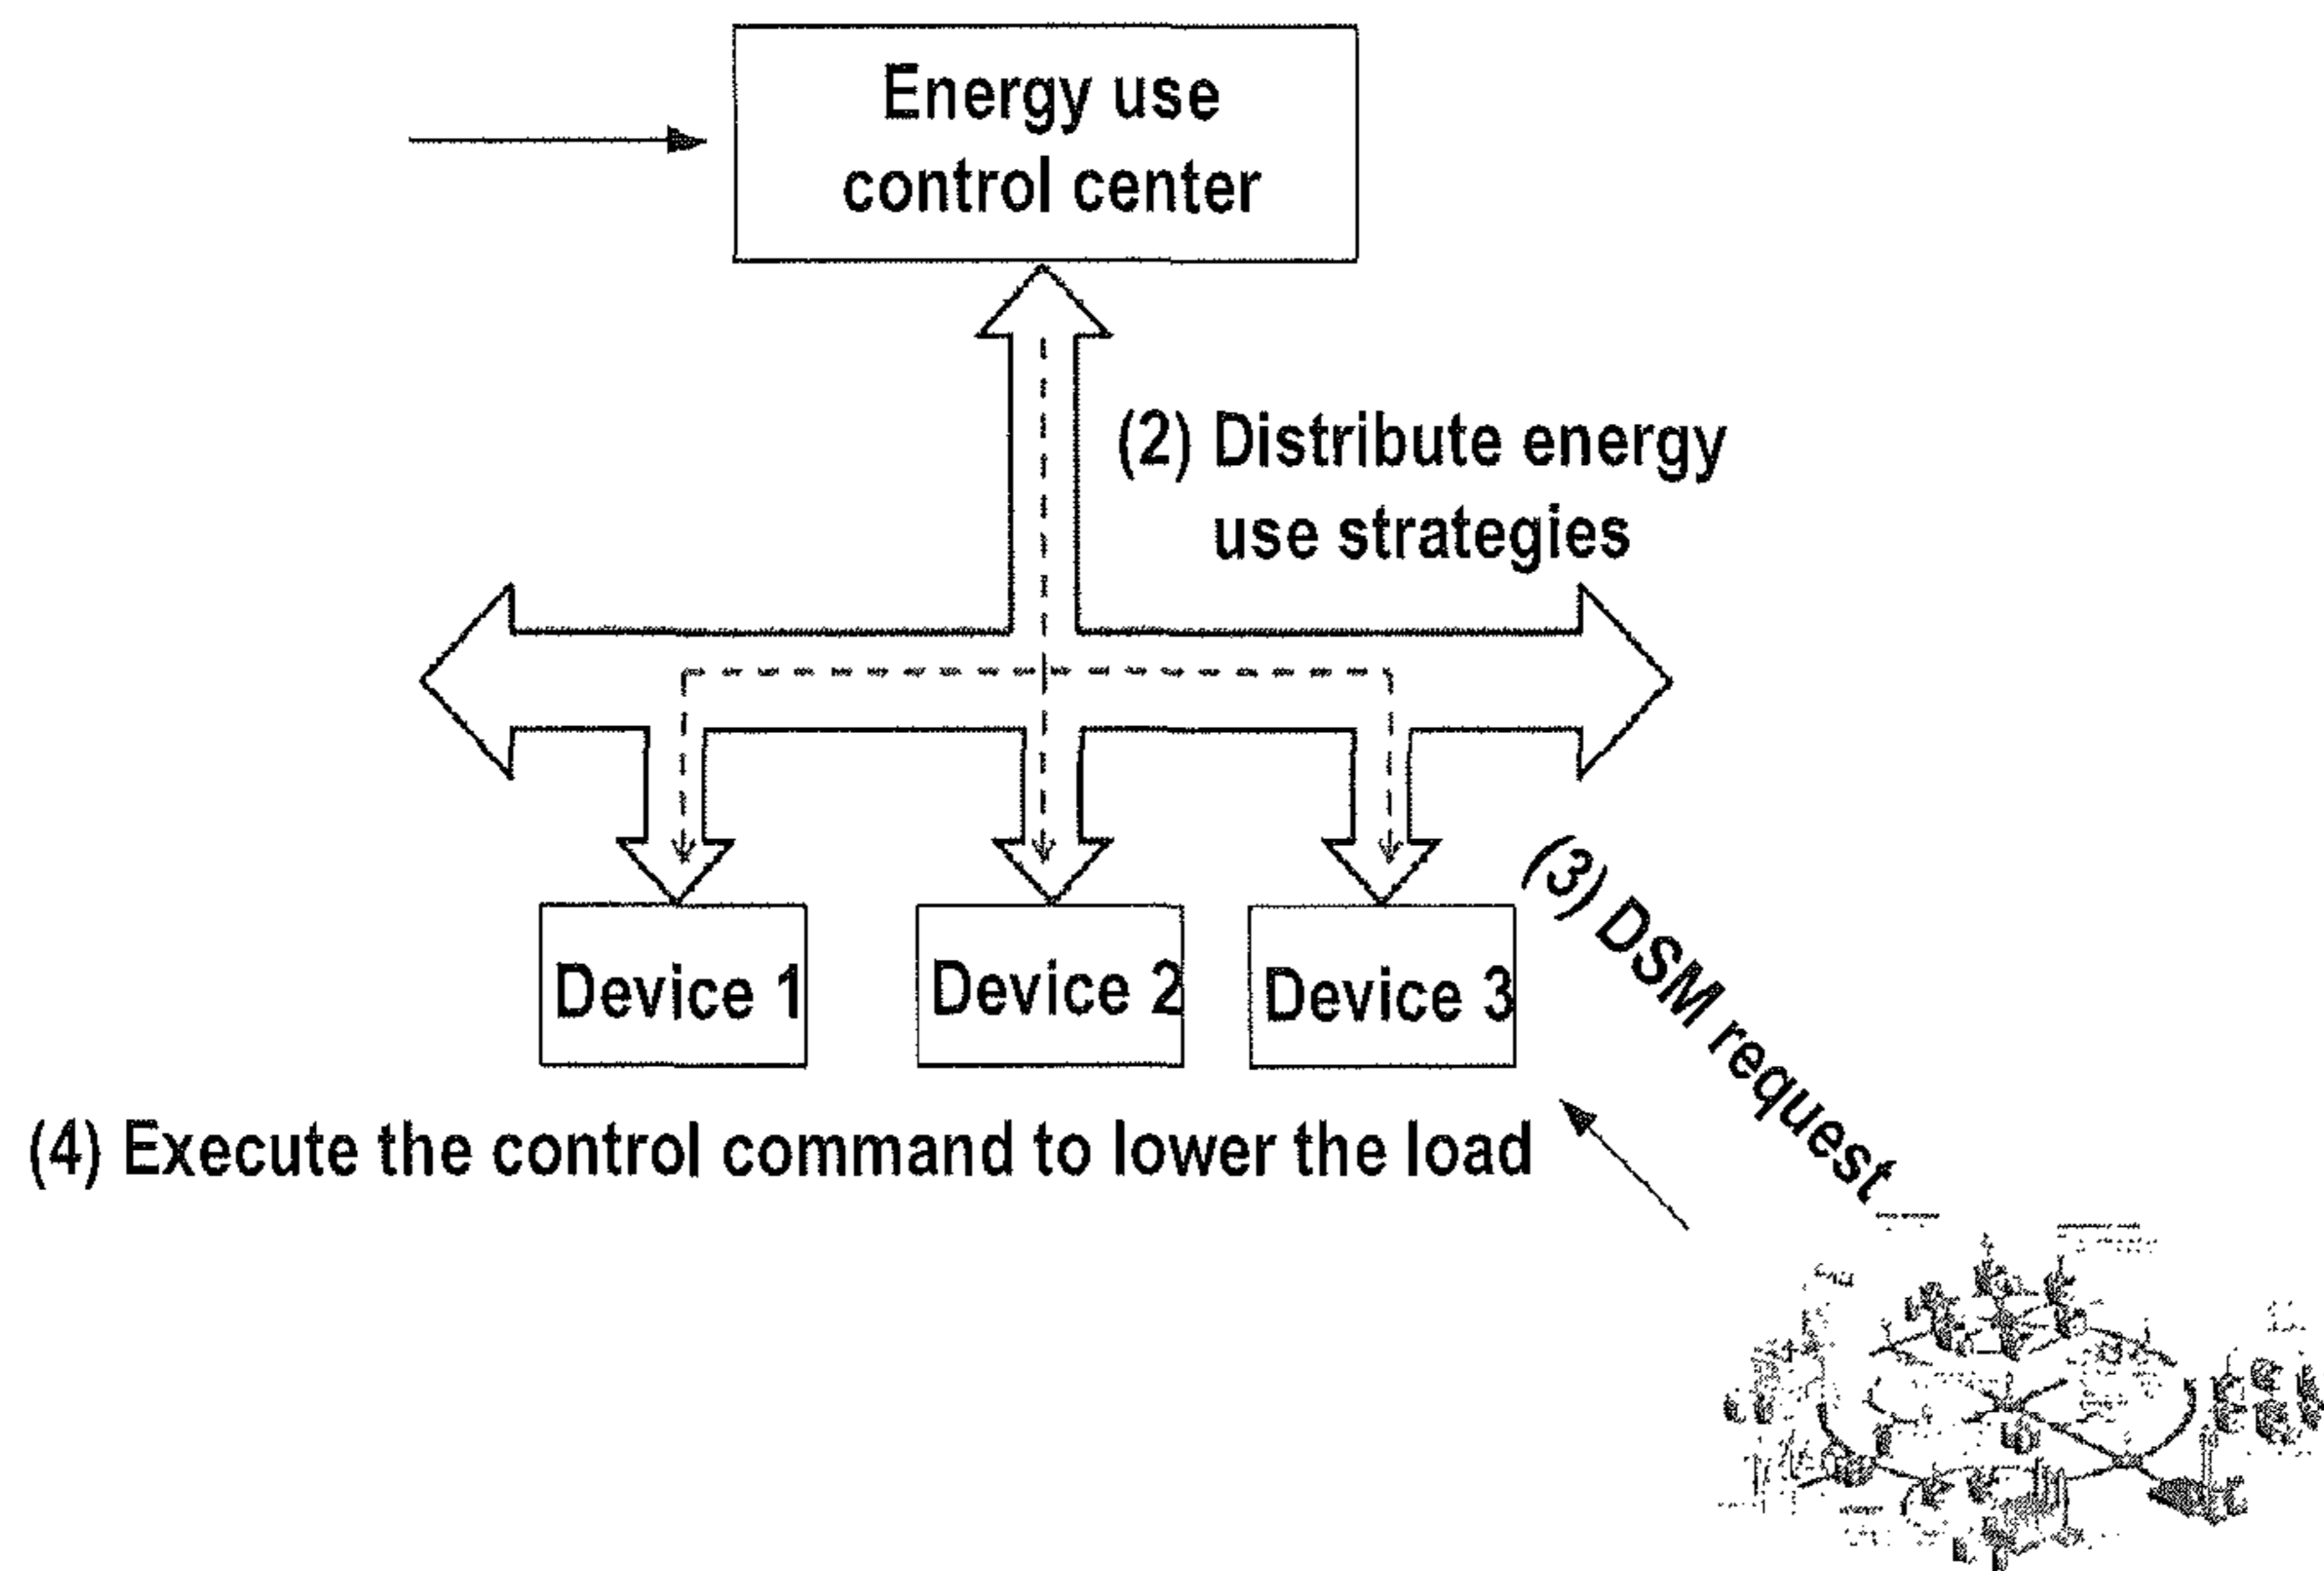 Energy use
control center
(2) Distribute energy
use strategies
Device 1
Device 2
Device 3
(3) DSM request
(4) Execute the control command to lower the load